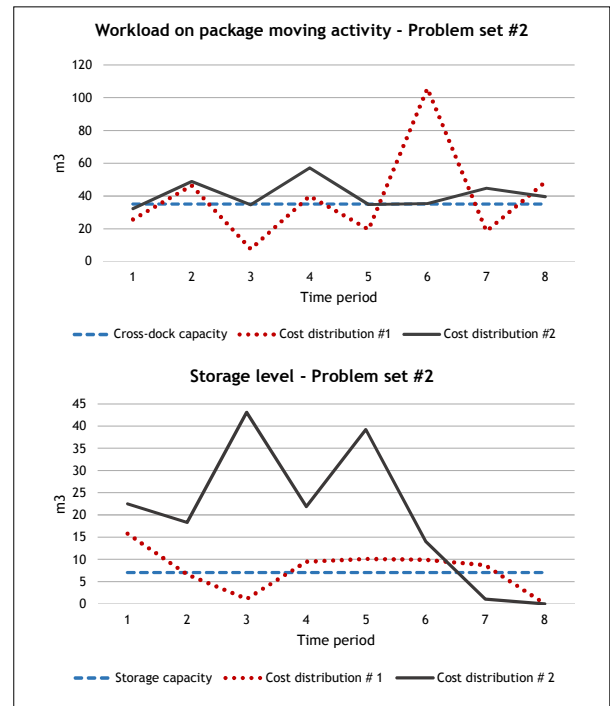 Workload on package moving activity - Problem set #2
120
100
80
60
40
20
0
m3
1 2 3 4 5 6 7 8
Time period
Cross-dock capacity Cost distribution #1 Cost distribution #2
Storage level - Problem set #2
45
40
35
30
25
20
15
10
5
0
m3
1 2 3 4 5 6 7 8
Time period
Storage capacity Cost distribution # 1 Cost distribution # 2